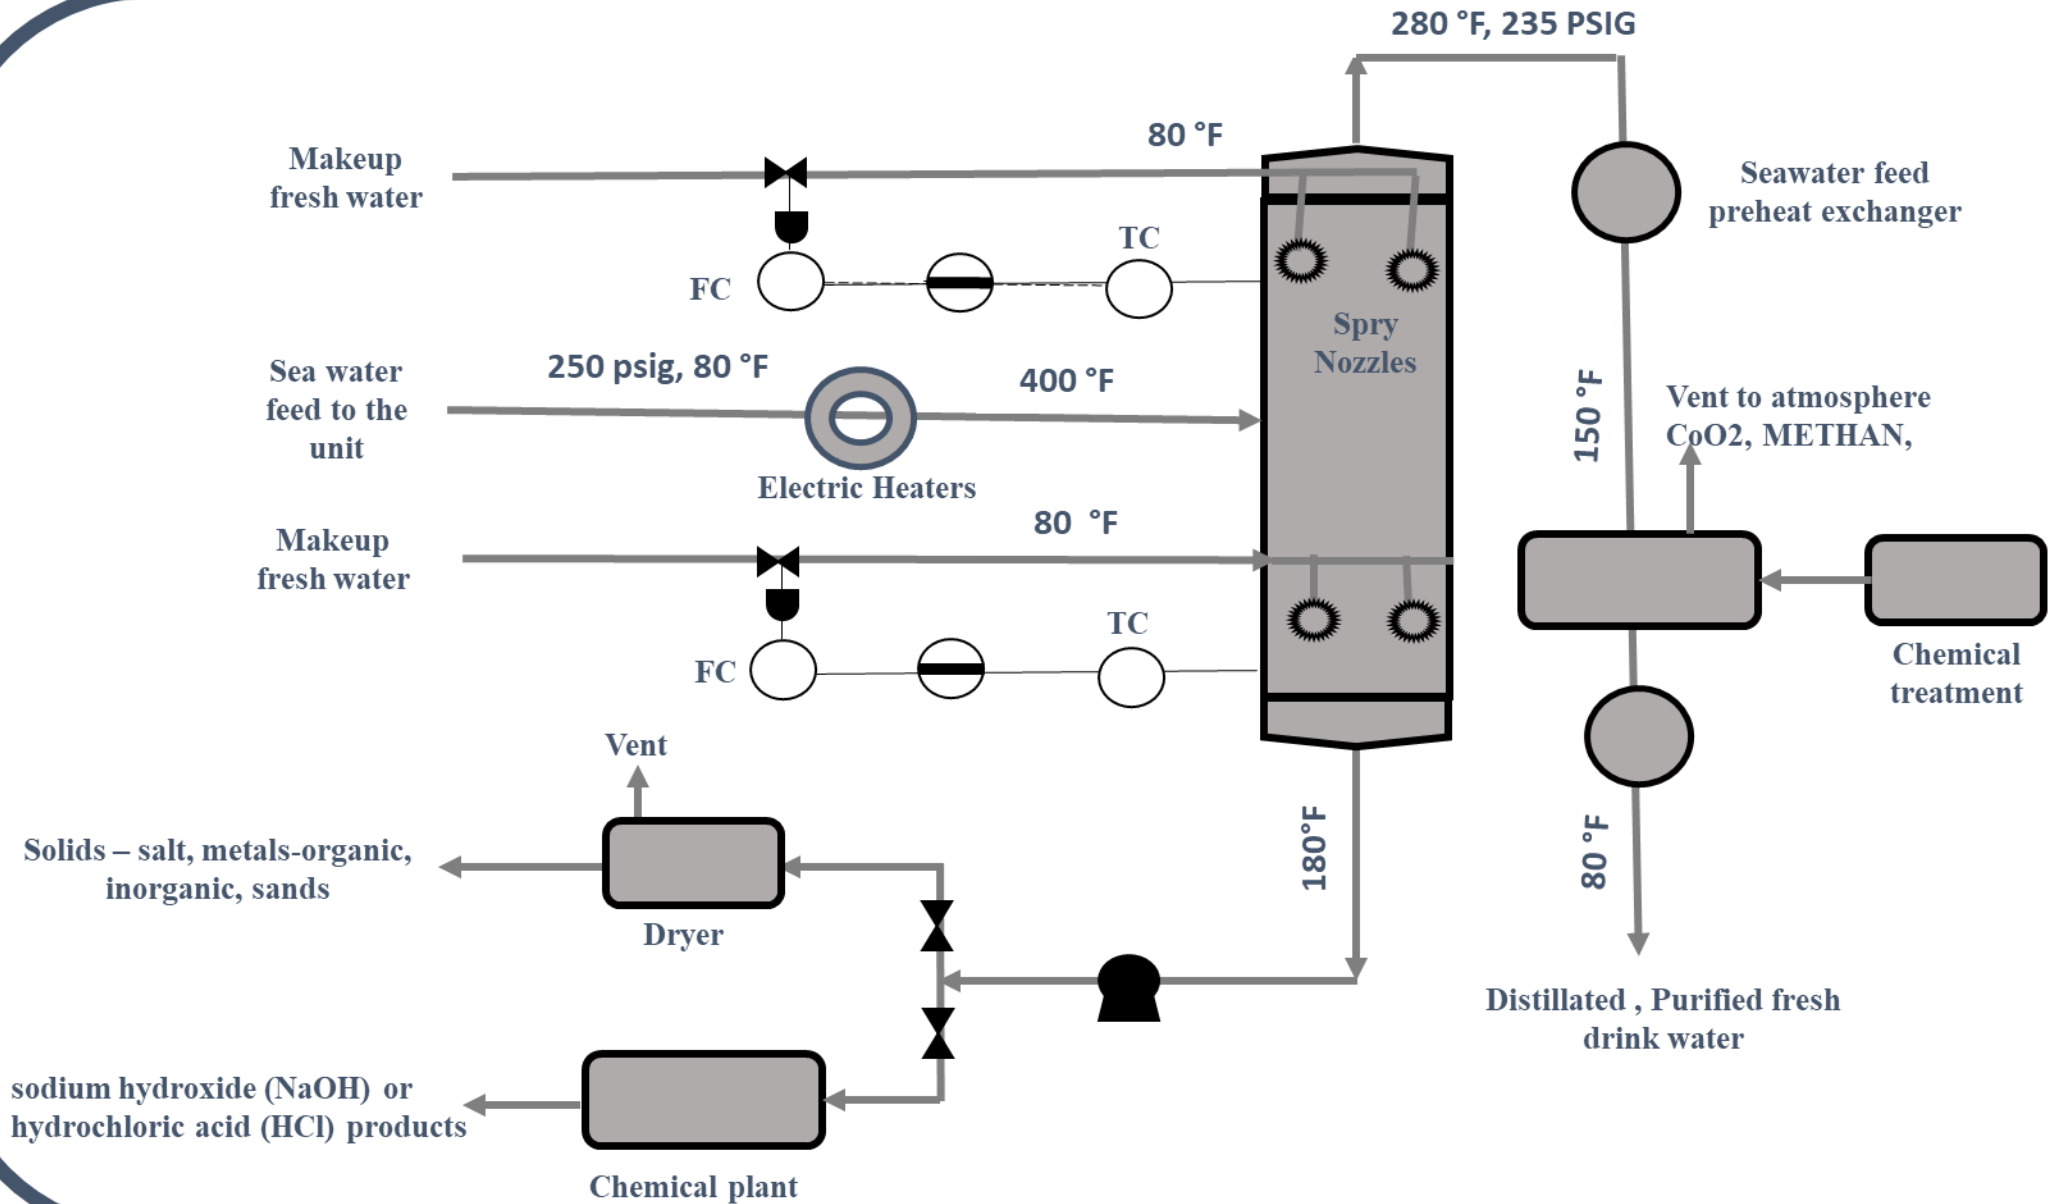 280 °F, 235 PSIG
80 °F
Makeup
fresh water
Seawater feed
preheat exchanger
TC
FC
Spry
Nozzles
Sea water
feed to the
unit
250 psig, 80 °F
400 °F
Electric Heaters
150 °F
Vent to atmosphere
CoO2, METHAN,
Makeup
fresh water
80 °F
TC
FC
Chemical
treatment
Vent
Solids – salt, metals-organic,
inorganic, sands
Dryer
180°F
80 °F
Distillated , Purified fresh
drink water
sodium hydroxide (NaOH) or
hydrochloric acid (HCl) products
Chemical plant